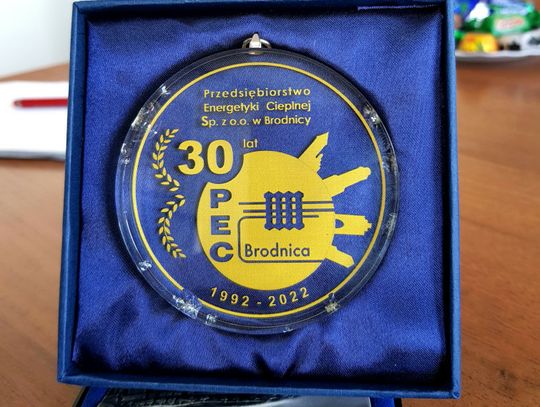 Przedsiębiorstwo
Energetyki Cieplnej
Sp. z o.o. w Brodnicy
30 lat
PEC
Brodnica
1992 - 2022